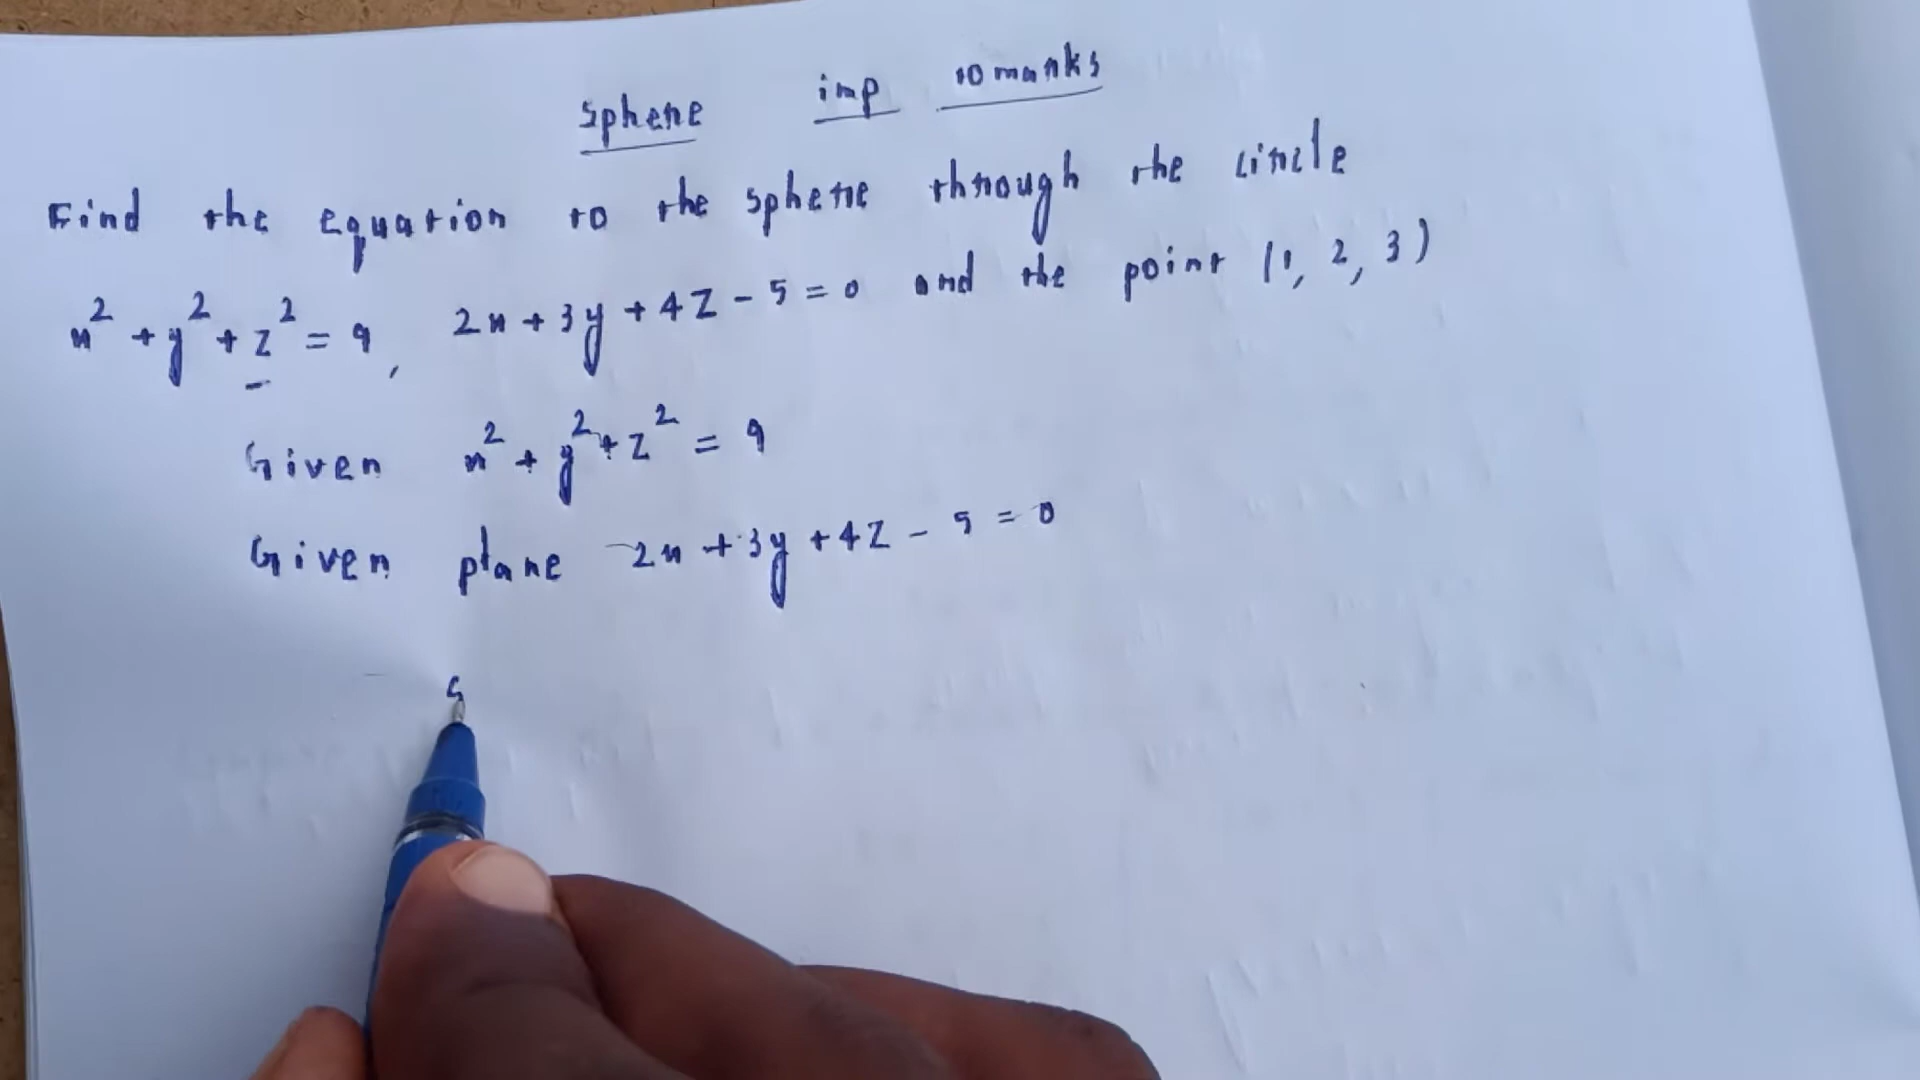 Sphere imp 10 marks
Find the equation to the sphere through the circle
x² + y² + z² = 9, 2x + 3y + 4z - 5 = 0 and the point (1, 2, 3)
Given x² + y² + z² = 9
Given plane 2x + 3y + 4z - 5 = 0